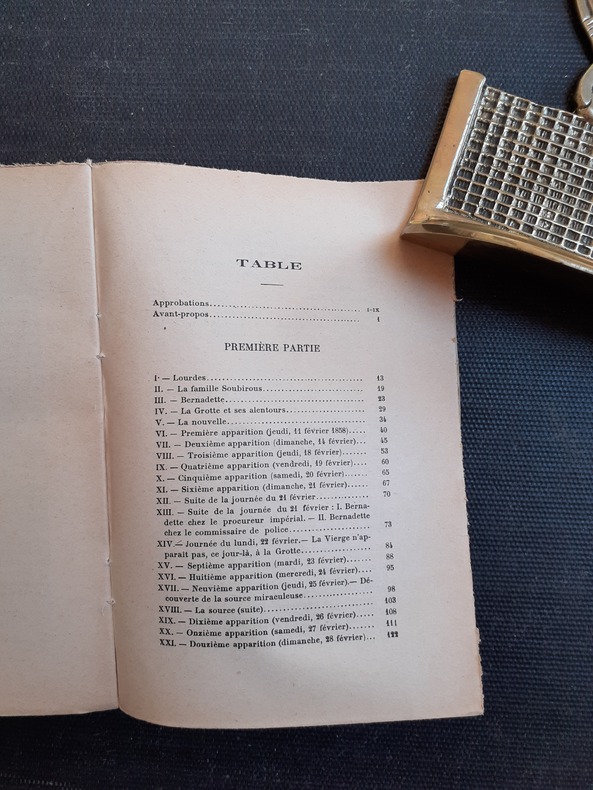 TABLE
Approbations..................................... I-IX
Avant-propos..................................... 1
PREMIÈRE PARTIE
I. — Lourdes..................................... 13
II. — La famille Soubirous..................... 19
III. — Bernadette................................ 23
IV. — La Grotte et ses alentours................ 29
V. — La nouvelle................................. 34
VI. — Première apparition (jeudi, 11 février 1858)..... 40
VII. — Deuxième apparition (dimanche, 14 février)... 45
VIII. — Troisième apparition (jeudi, 18 février).... 53
IX. — Quatrième apparition (vendredi, 19 février).... 60
X. — Cinquième apparition (samedi, 20 février)..... 65
XI. — Sixième apparition (dimanche, 21 février)..... 67
XII. — Suite de la journée du 21 février............ 70
XIII. — Suite de la journée du 21 février : I. Berna-
dette chez le procureur impérial. — II. Bernadette
chez le commissaire de police..................... 73
XIV. — Journée du lundi, 22 février. — La Vierge n'ap-
paraît pas, ce jour-là, à la Grotte................ 84
XV. — Septième apparition (mardi, 23 février)...... 88
XVI. — Huitième apparition (mercredi, 24 février).... 95
XVII. — Neuvième apparition (jeudi, 25 février). — Dé-
couverte de la source miraculeuse................ 98
XVIII. — La source (suite)......................... 103
XIX. — Dixième apparition (vendredi, 26 février)..... 108
XX. — Onzième apparition (samedi, 27 février)...... 111
XXI. — Douzième apparition (dimanche, 28 février)... 122